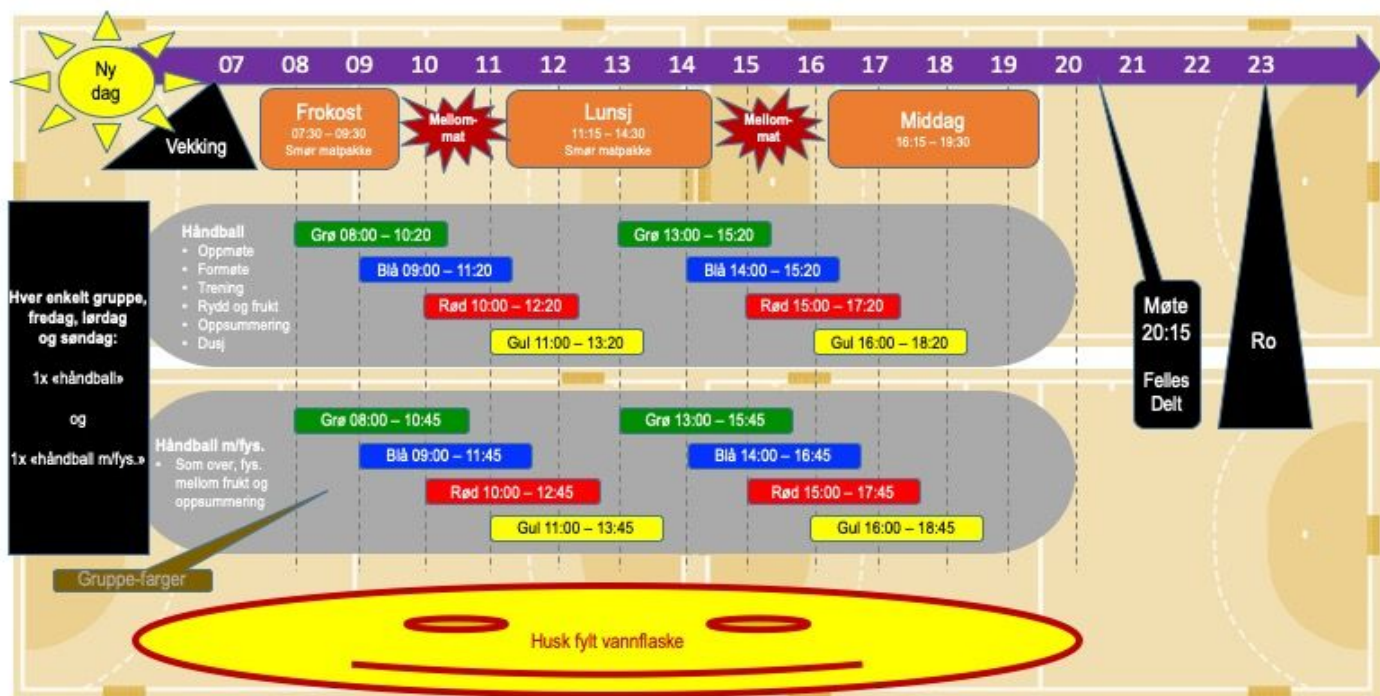 Ny
dag
07 08 09 10 11 12 13 14 15 16 17 18 19 20 21 22 23
Vekking
Frokost
07:30 – 09:30
Smør matpakke
Mellom-
mat
Lunsj
11:15 – 14:30
Smør matpakke
Mellom-
mat
Middag
16:15 – 19:30
Hver enkelt gruppe,
fredag, lørdag
og søndag:
1x «håndball»
og
1x «håndball m/fys.»
Håndball
• Oppmøte
• Formøte
• Trening
• Rydd og frukt
• Oppsummering
• Dusj
Grø 08:00 – 10:20
Grø 13:00 – 15:20
Blå 09:00 – 11:20
Blå 14:00 – 15:20
Rød 10:00 – 12:20
Rød 15:00 – 17:20
Gul 11:00 – 13:20
Gul 16:00 – 18:20
Møte
20:15
Felles
Delt
Ro
Håndball m/fys.
• Som over, fys.
mellom frukt og
oppsummering
Grø 08:00 – 10:45
Grø 13:00 – 15:45
Blå 09:00 – 11:45
Blå 14:00 – 16:45
Rød 10:00 – 12:45
Rød 15:00 – 17:45
Gul 11:00 – 13:45
Gul 16:00 – 18:45
Gruppe-farger
Husk fylt vannflaske